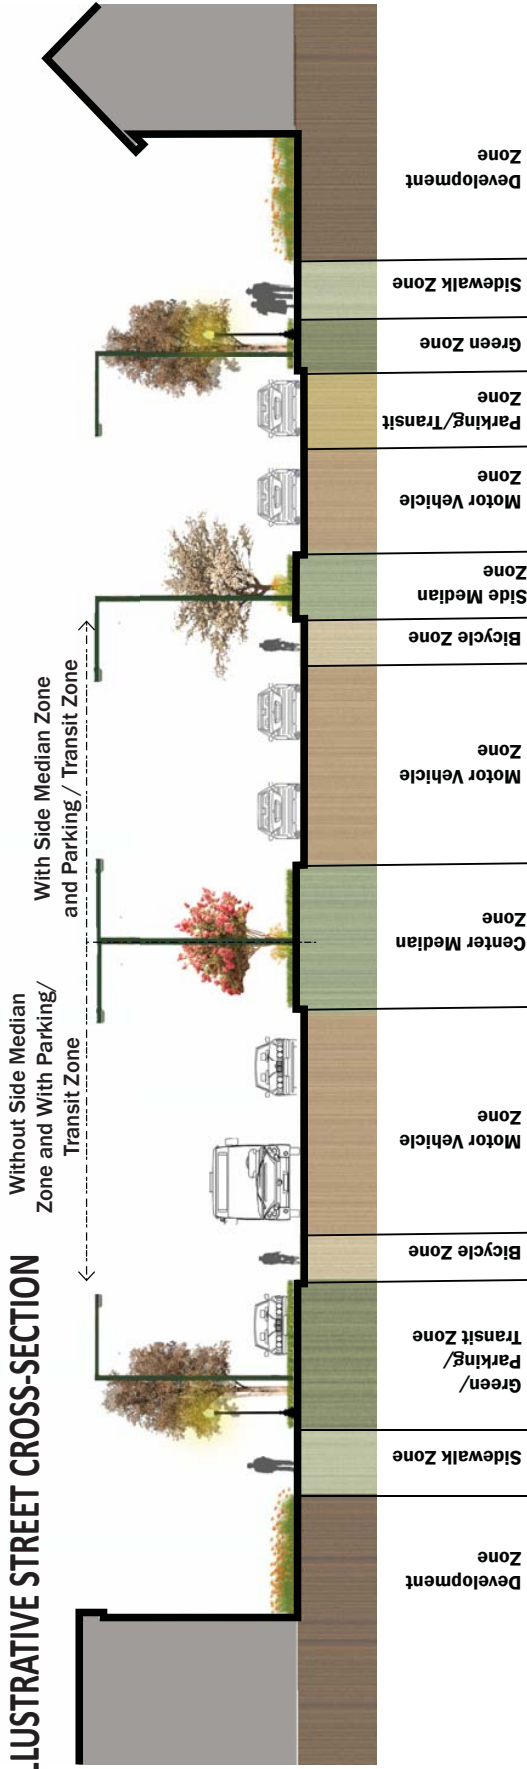 LLUSTRATIVE STREET CROSS-SECTION
Without Side Median
Zone and With Parking/
Transit Zone
With Side Median Zone
and Parking / Transit Zone
Development
Zone
Sidewalk Zone
Green/
Parking/
Transit Zone
Bicycle Zone
Motor Vehicle
Zone
Center Median
Zone
Motor Vehicle
Zone
Bicycle Zone
Side Median
Zone
Motor Vehicle
Zone
Parking/Transit
Zone
Green Zone
Sidewalk Zone
Development
Zone